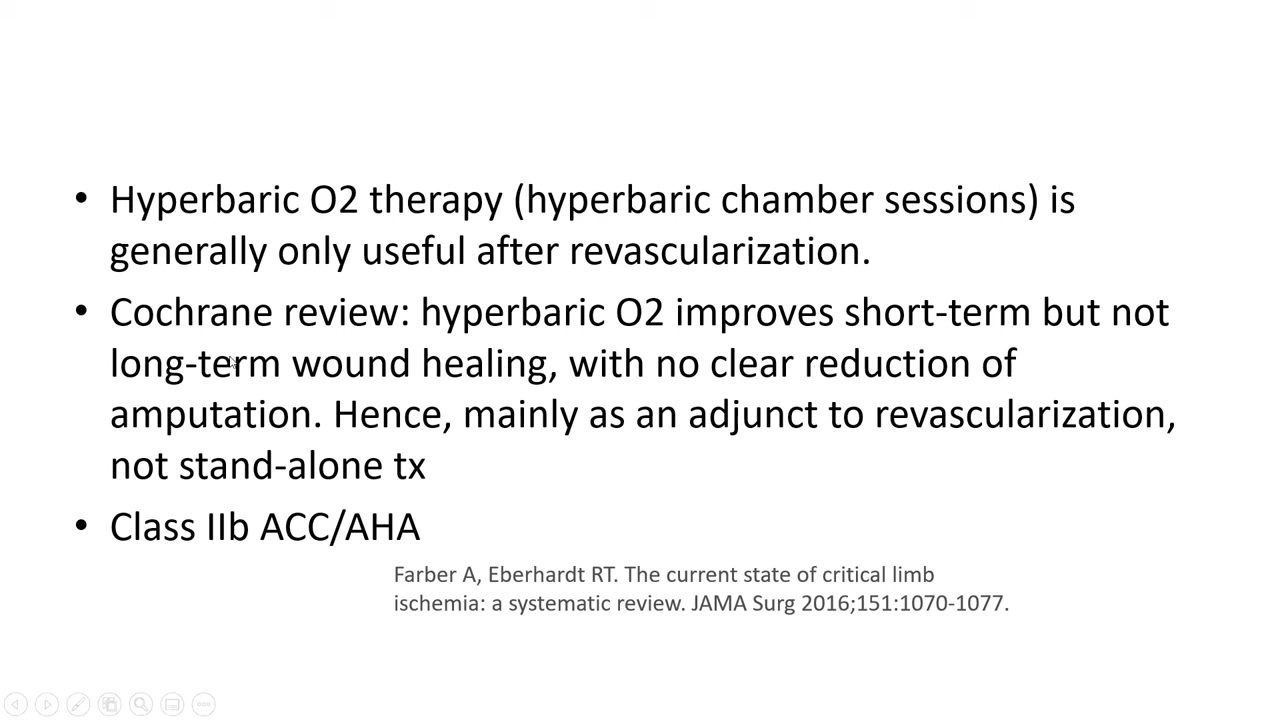 • Hyperbaric O2 therapy (hyperbaric chamber sessions) is
generally only useful after revascularization.
• Cochrane review: hyperbaric O2 improves short-term but not
long-term wound healing, with no clear reduction of
amputation. Hence, mainly as an adjunct to revascularization,
not stand-alone tx
• Class IIb ACC/AHA
Farber A, Eberhardt RT. The current state of critical limb
ischemia: a systematic review. JAMA Surg 2016;151:1070-1077.